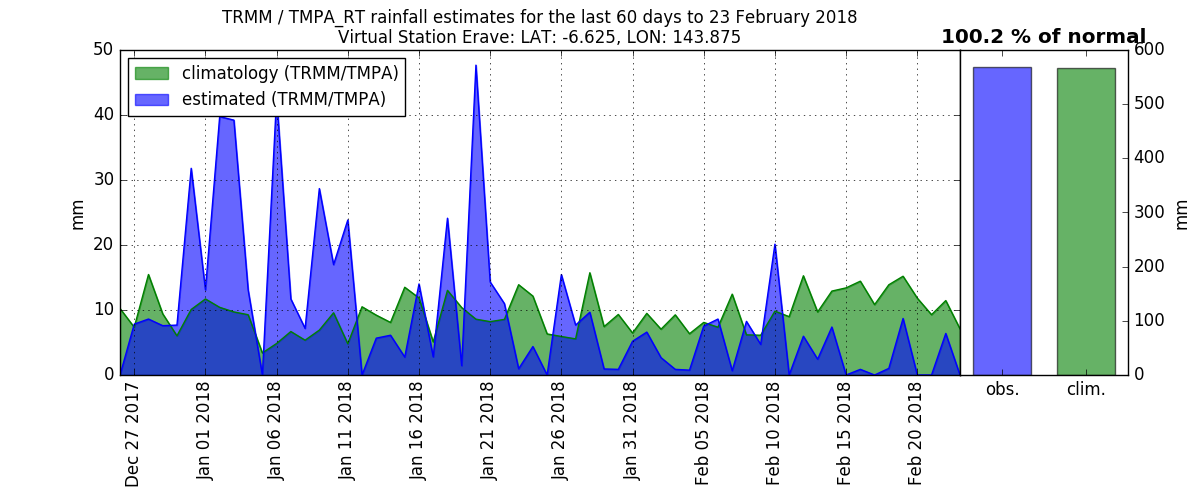 TRMM / TMPA_RT rainfall estimates for the last 60 days to 23 February 2018
Virtual Station Erave: LAT: -6.625, LON: 143.875
100.2 % of normal
climatology (TRMM/TMPA)
estimated (TRMM/TMPA)
50
40
30
20
10
0
mm
600
500
400
300
200
100
0
mm
Dec 27 2017
Jan 01 2018
Jan 06 2018
Jan 11 2018
Jan 16 2018
Jan 21 2018
Jan 26 2018
Jan 31 2018
Feb 05 2018
Feb 10 2018
Feb 15 2018
Feb 20 2018
obs.
clim.